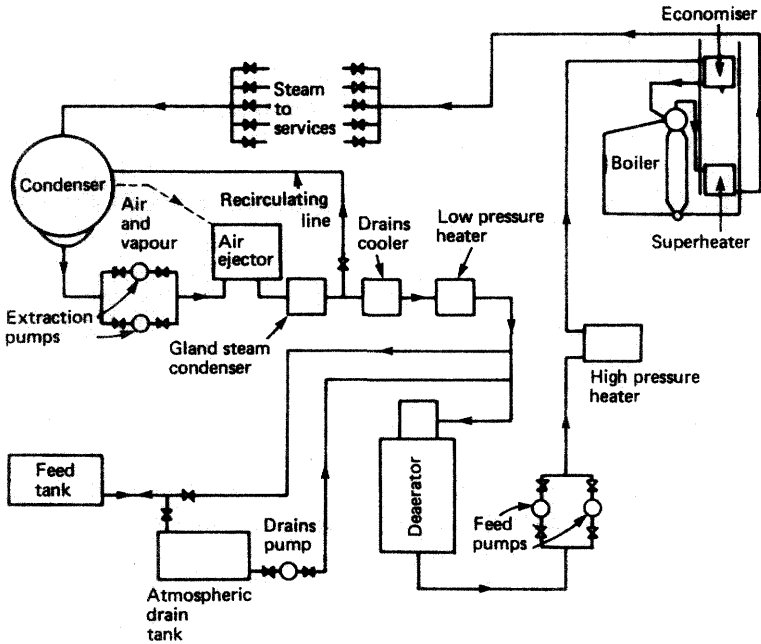 Economiser
Steam
to
services
Boiler
Condenser
Recirculating
line
Air
and
vapour
Drains
cooler
Low pressure
heater
Superheater
Air
ejector
Extraction
pumps
Gland steam
condenser
High pressure
heater
Feed
tank
Deaerator
Drains
pump
Feed
pumps
Atmospheric
drain
tank